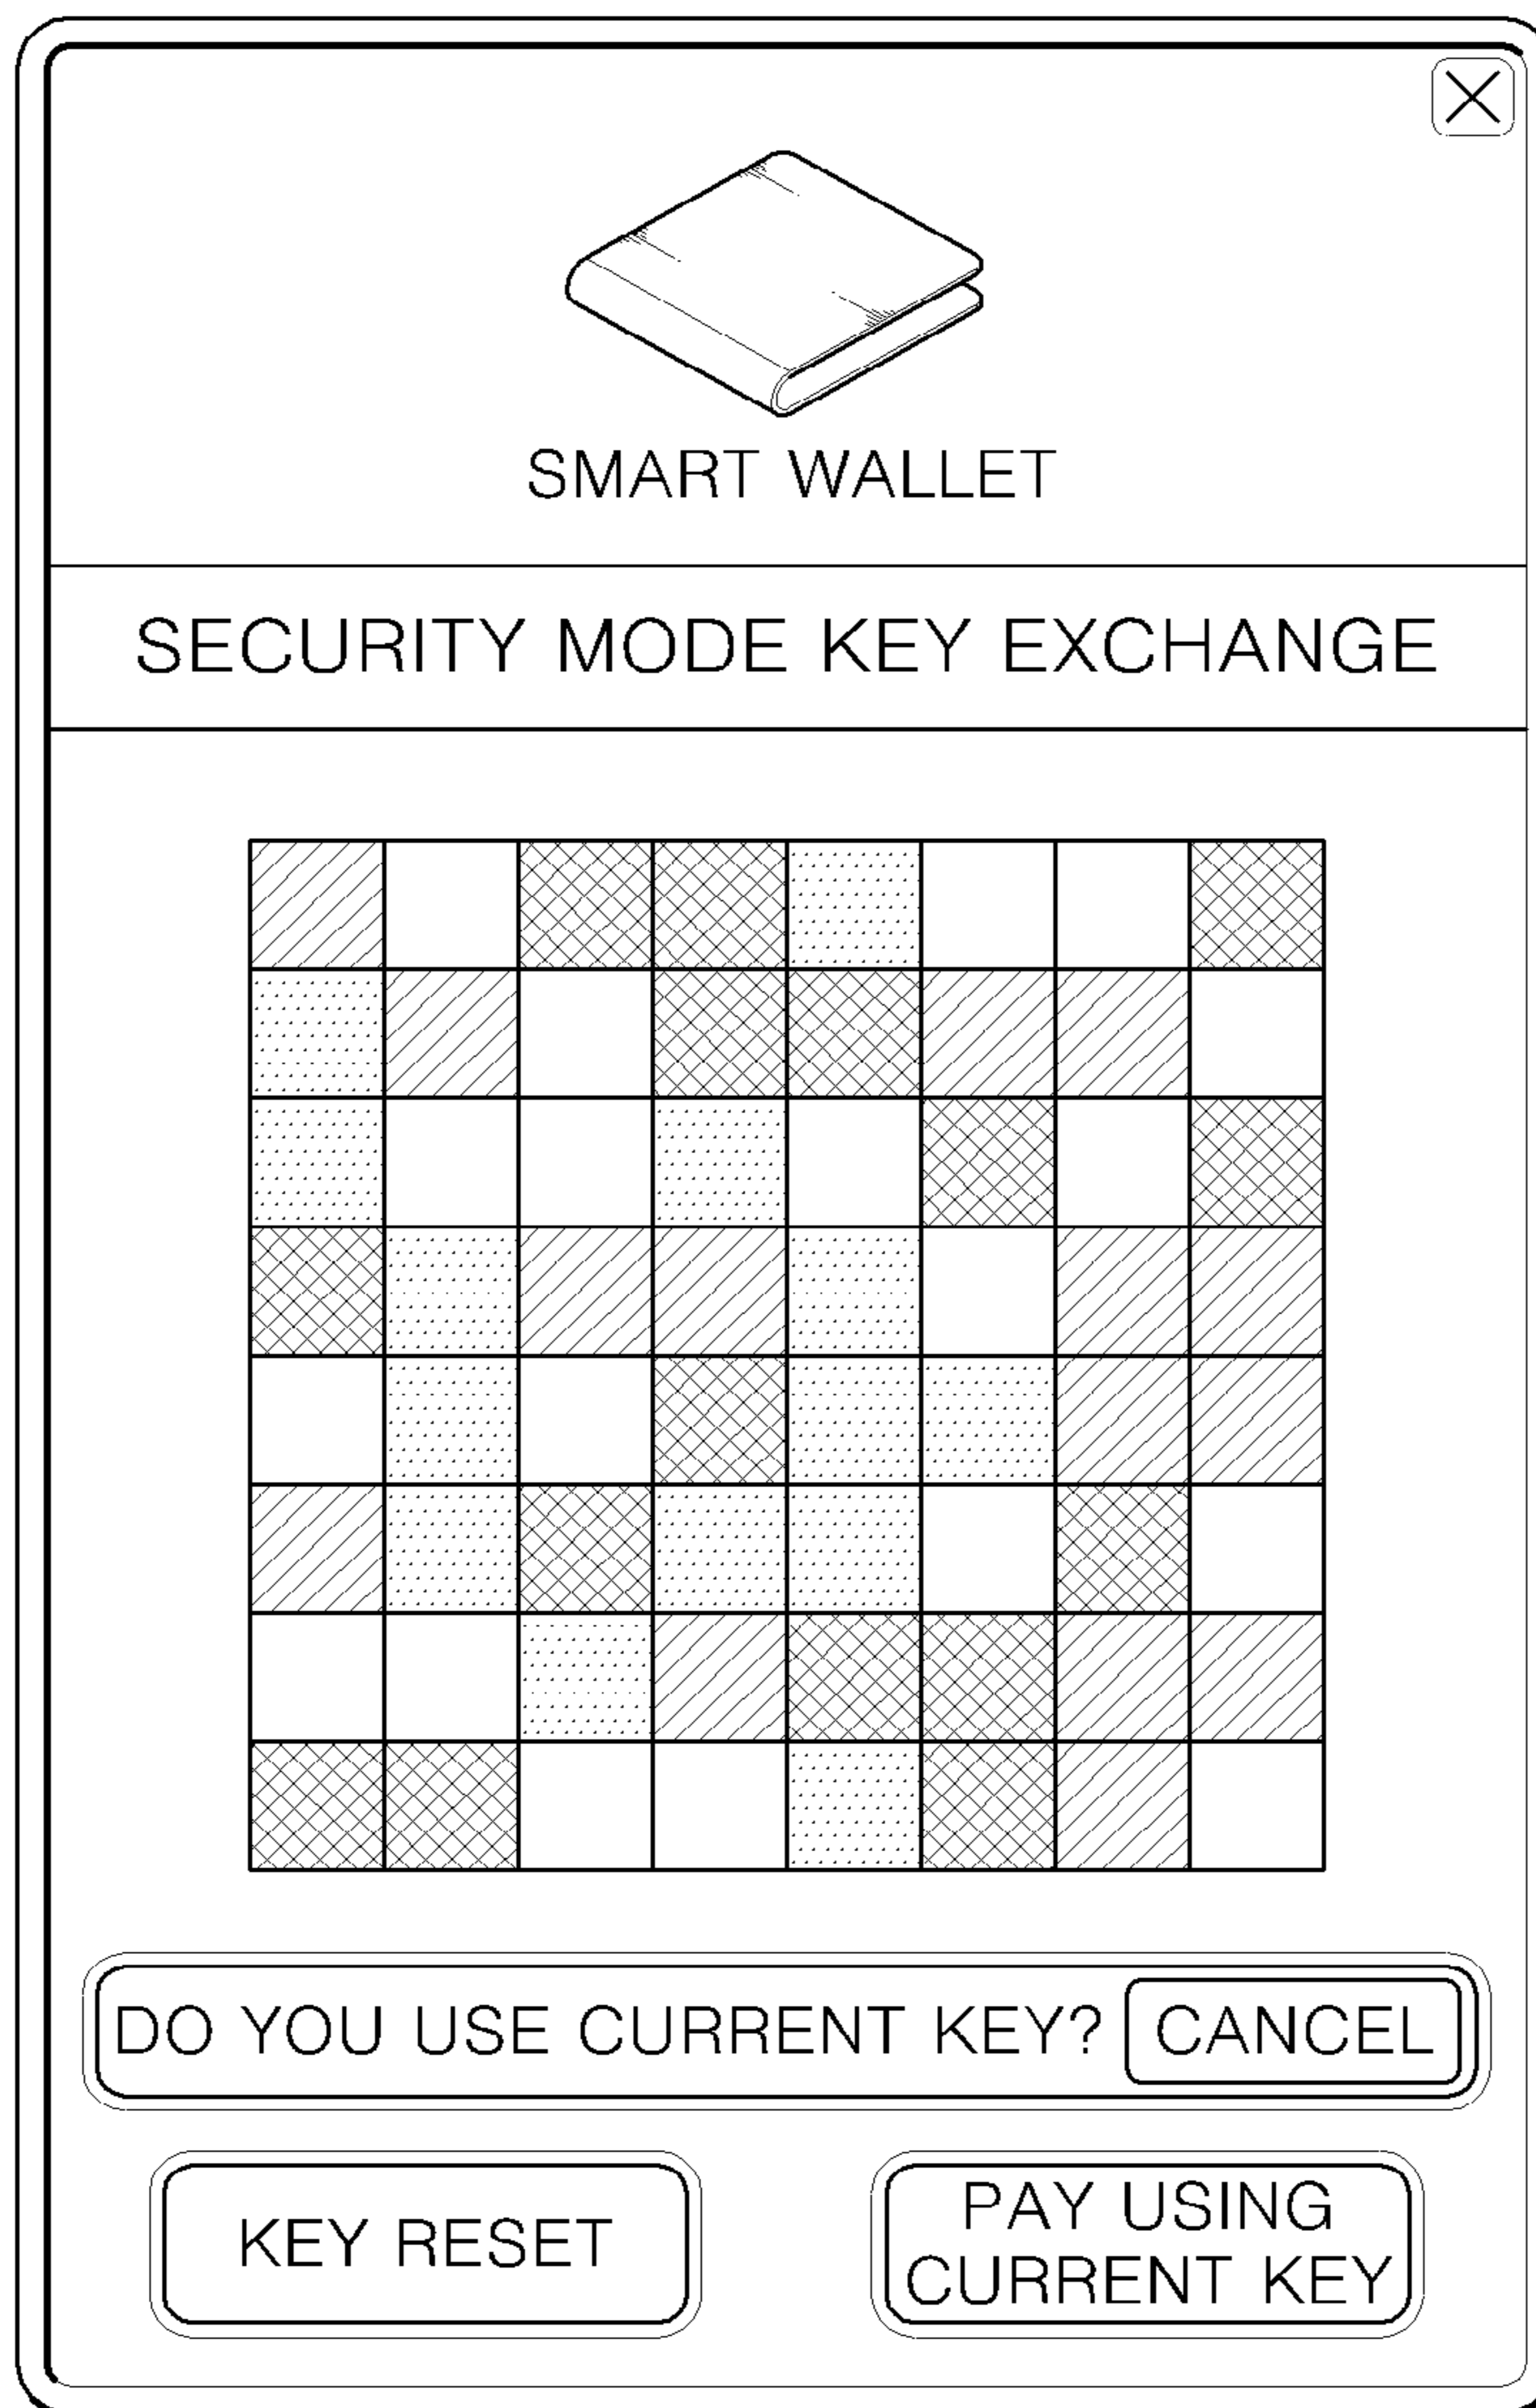 SMART WALLET
SECURITY MODE KEY EXCHANGE
DO YOU USE CURRENT KEY? CANCEL
KEY RESET
PAY USING
CURRENT KEY